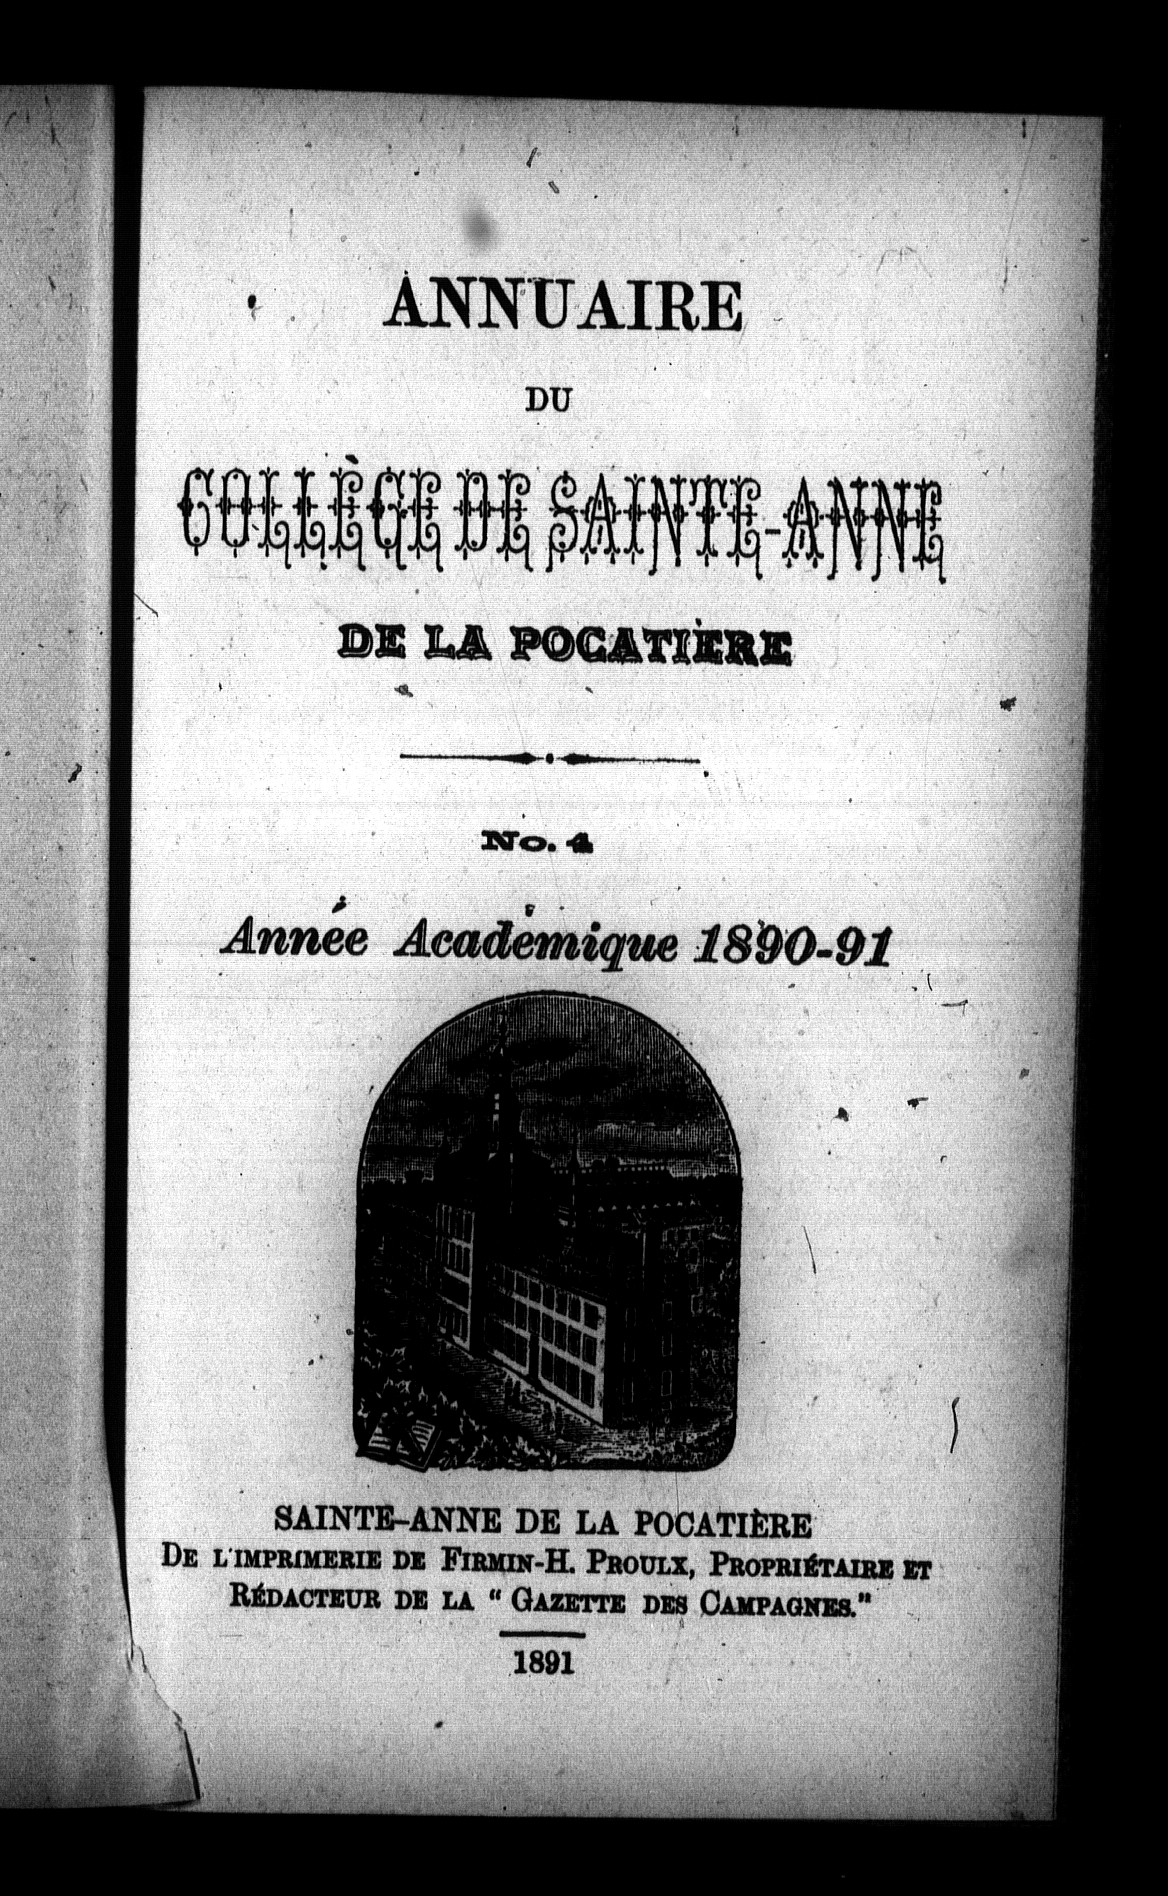 ANNUAIRE
DU
COLLÈGE DE SAINTE-ANNE
DE LA POCATIÈRE
No. 4
Année Académique 1890-91
SAINTE-ANNE DE LA POCATIÈRE
DE L'IMPRIMERIE DE FIRMIN-H. PROULX, PROPRIÉTAIRE ET
RÉDACTEUR DE LA " GAZETTE DES CAMPAGNES."
1891